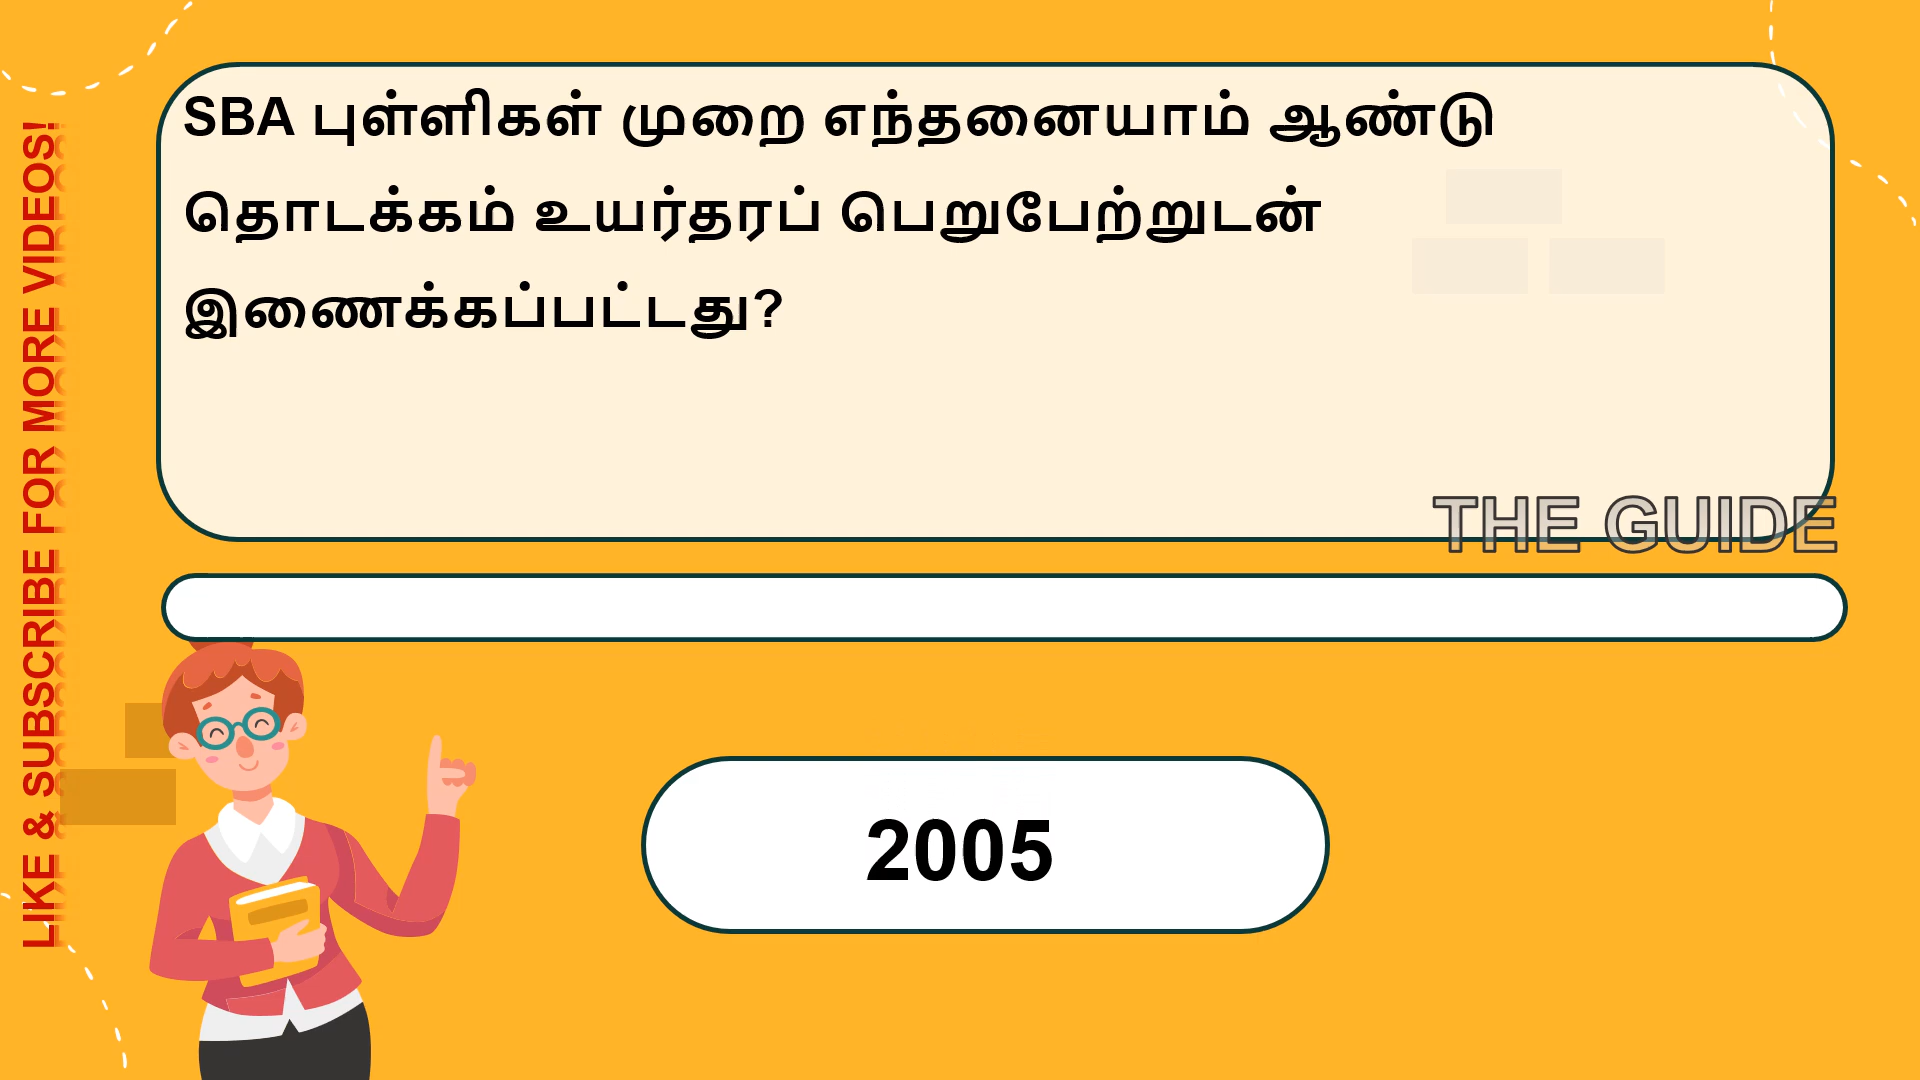 SBA புள்ளிகள் முறை எந்தனையாம் ஆண்டு
தொடக்கம் உயர்தரப் பெறுபேற்றுடன்
இணைக்கப்பட்டது?
THE GUIDE
2005
LIKE & SUBSCRIBE FOR MORE VIDEOS!